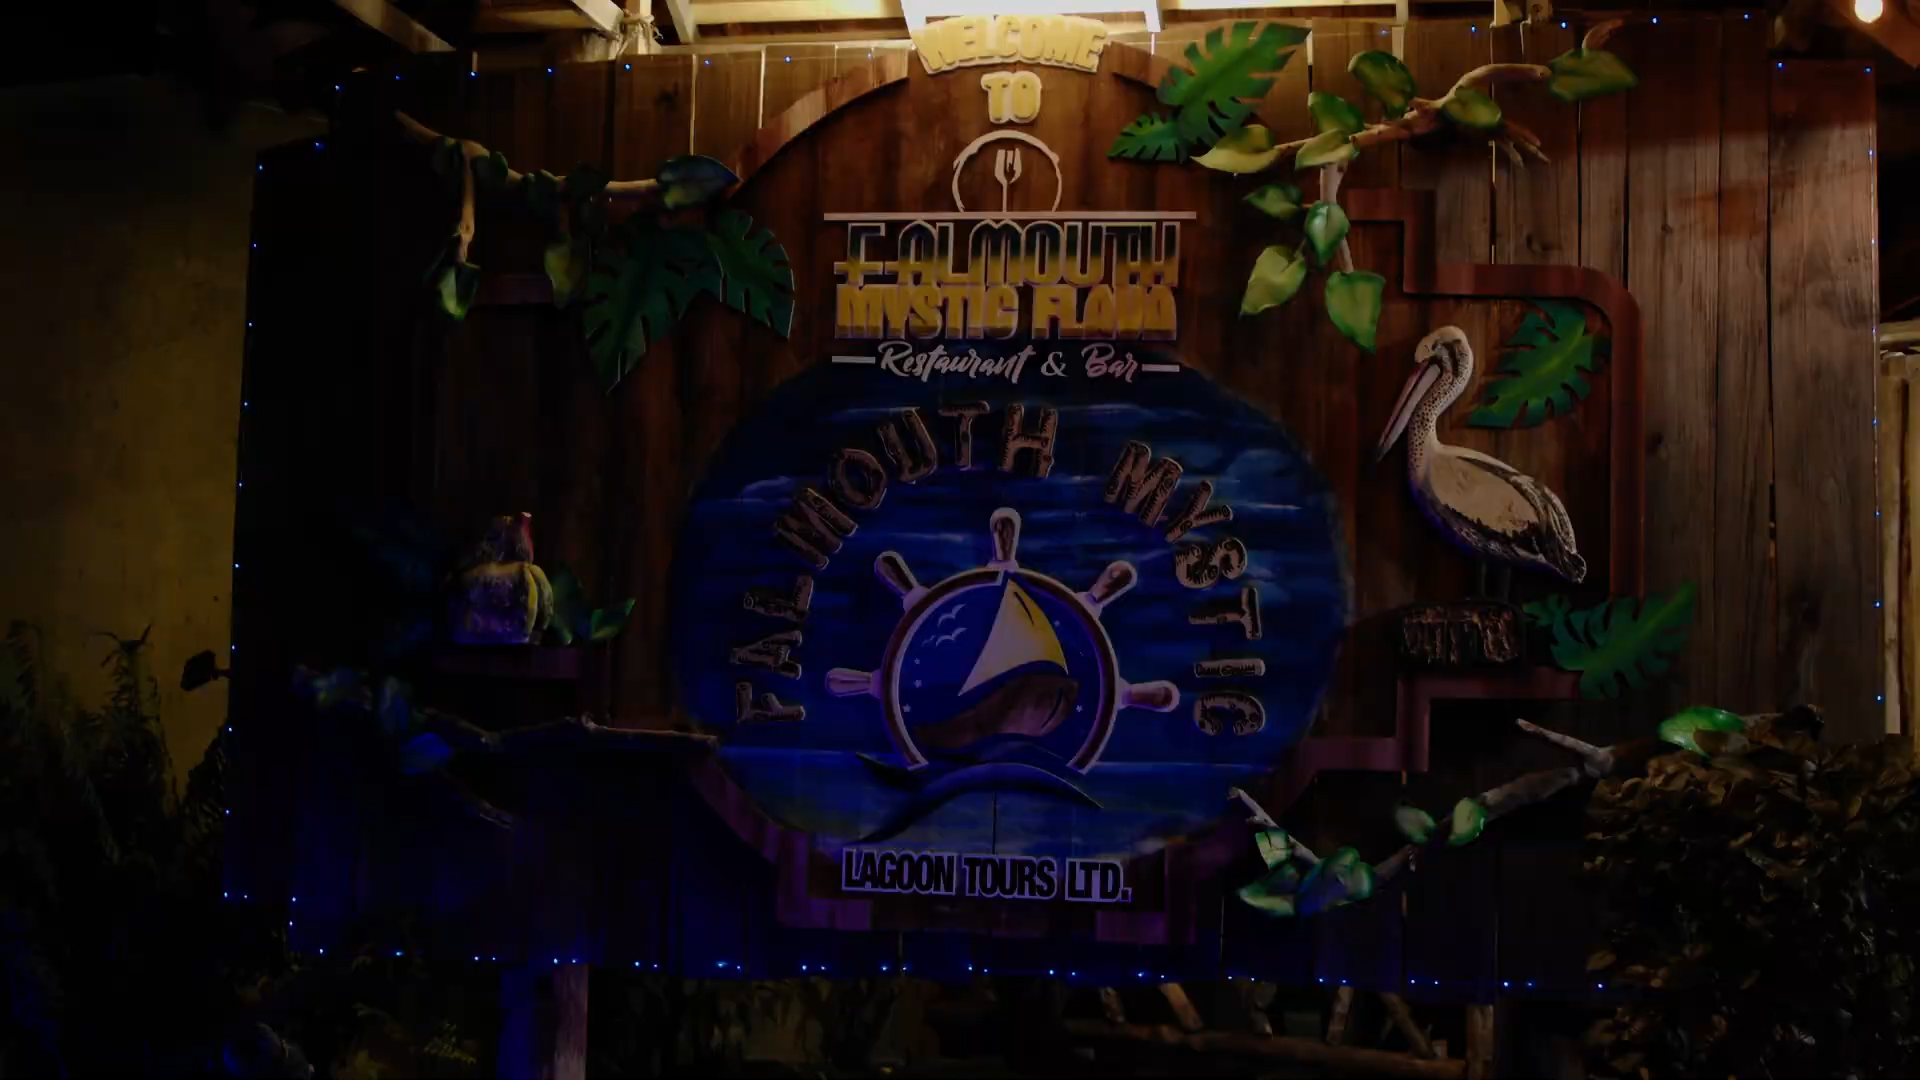 WELCOME
TO
FALMOUTH
MYSTIC FLAVA
Restaurant & Bar
FALMOUTH MYSTIC
LAGOON TOURS LTD.